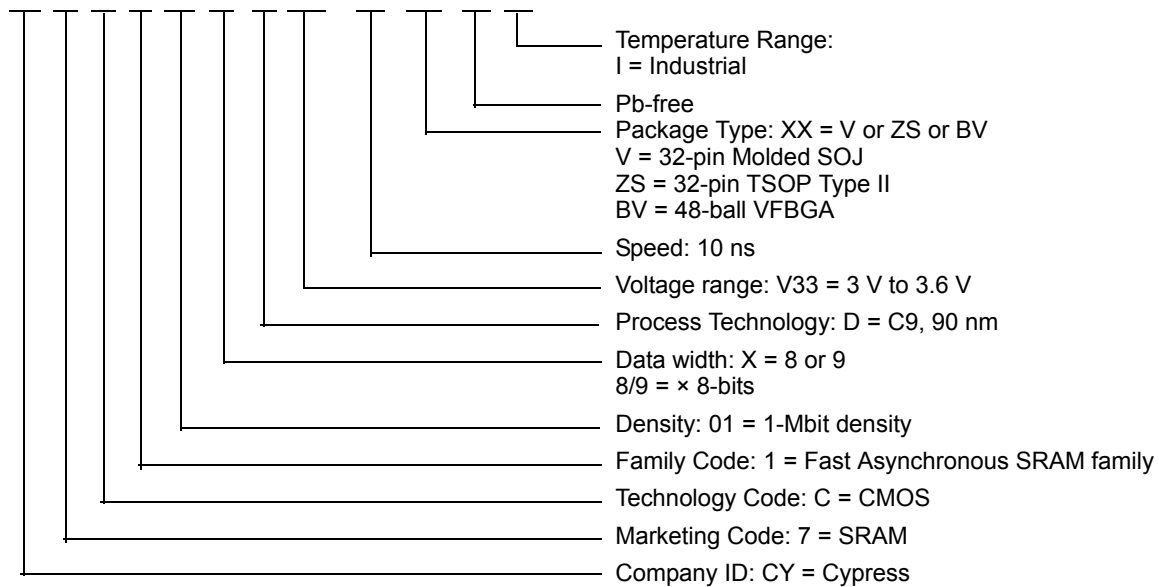 Temperature Range:
I = Industrial
Pb-free
Package Type: XX = V or ZS or BV
V = 32-pin Molded SOJ
ZS = 32-pin TSOP Type II
BV = 48-ball VFBGA
Speed: 10 ns
Voltage range: V33 = 3 V to 3.6 V
Process Technology: D = C9, 90 nm
Data width: X = 8 or 9
8/9 = × 8-bits
Density: 01 = 1-Mbit density
Family Code: 1 = Fast Asynchronous SRAM family
Technology Code: C = CMOS
Marketing Code: 7 = SRAM
Company ID: CY = Cypress